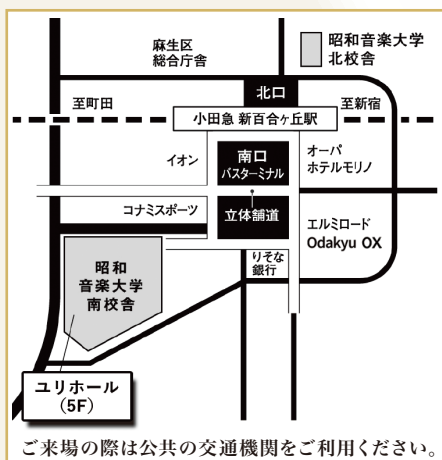 麻生区
総合庁舎
昭和音楽大学
北校舎
北口
至町田
至新宿
小田急 新百合ヶ丘駅
イオン
南口
バスターミナル
オーパ
ホテルモリノ
コナミスポーツ
立体舗道
エルミロード
Odakyu OX
りそな
銀行
昭和
音楽大学
南校舎
ユリホール
(5F)
ご来場の際は公共の交通機関をご利用ください。